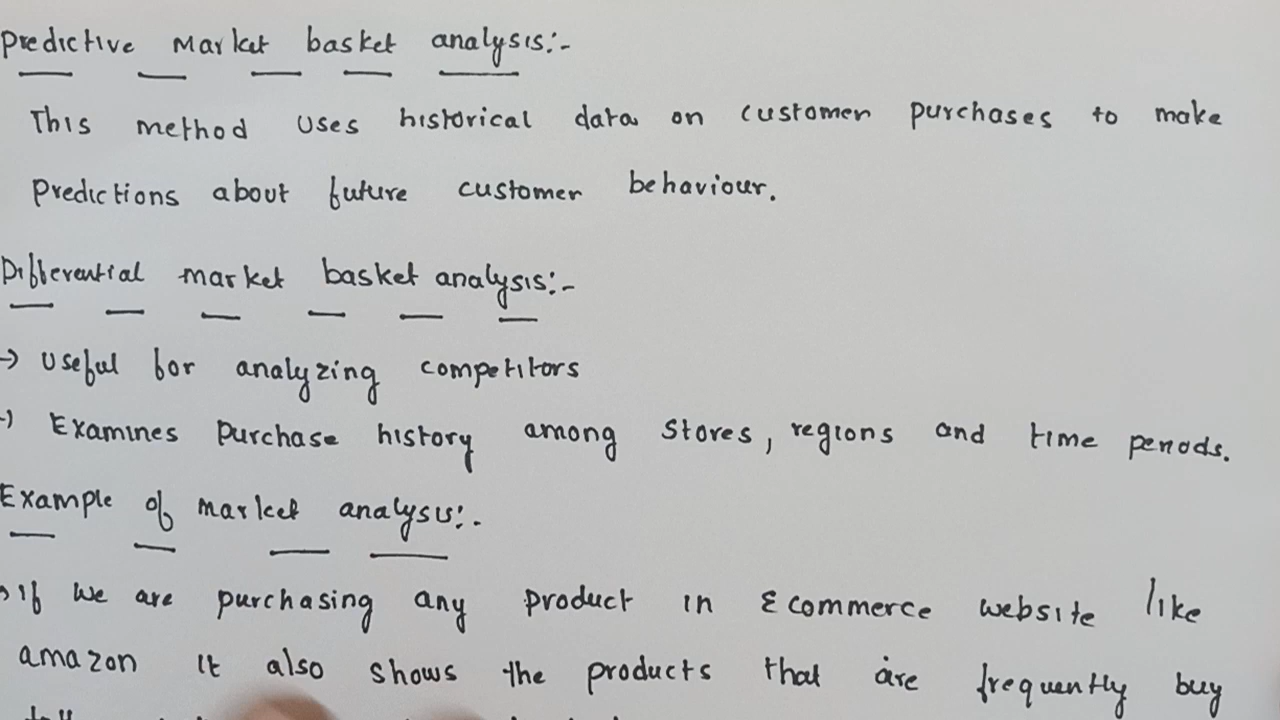 Predictive Market basket analysis:-
This method uses historical data on customer purchases to make
predictions about future customer behaviour.
Differential market basket analysis:-
→ Useful for analyzing competitors
→ Examines purchase history among stores, regions and time periods.
Example of market analysis:-
→ If we are purchasing any product in Ecommerce website like
amazon it also shows the products that are frequently buy